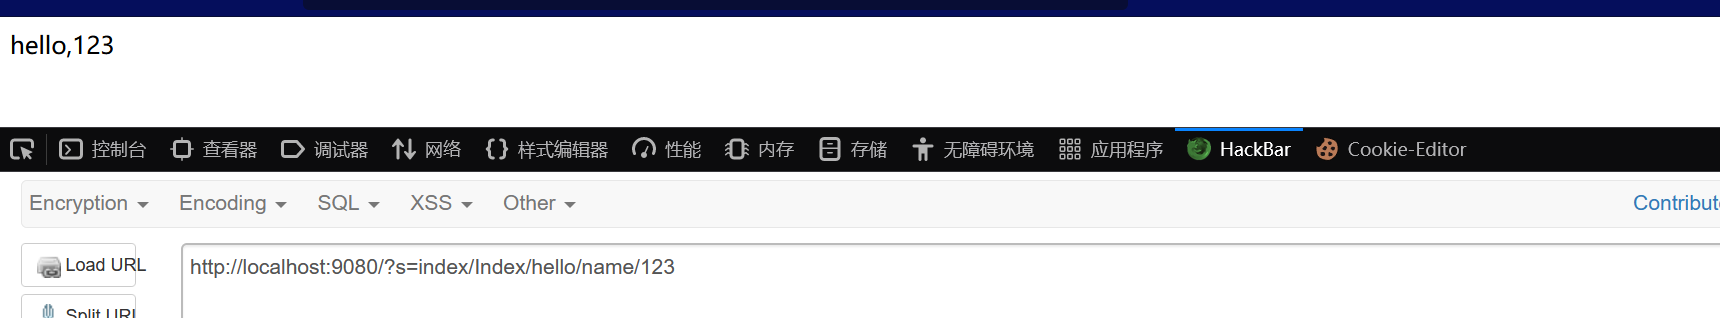 hello,123
控制台 查看器 调试器 网络 样式编辑器 性能 内存 存储 无障碍环境 应用程序 HackBar Cookie-Editor
Encryption Encoding SQL XSS Other Contribut
Load URL http://localhost:9080/?s=index/Index/hello/name/123
Split URL